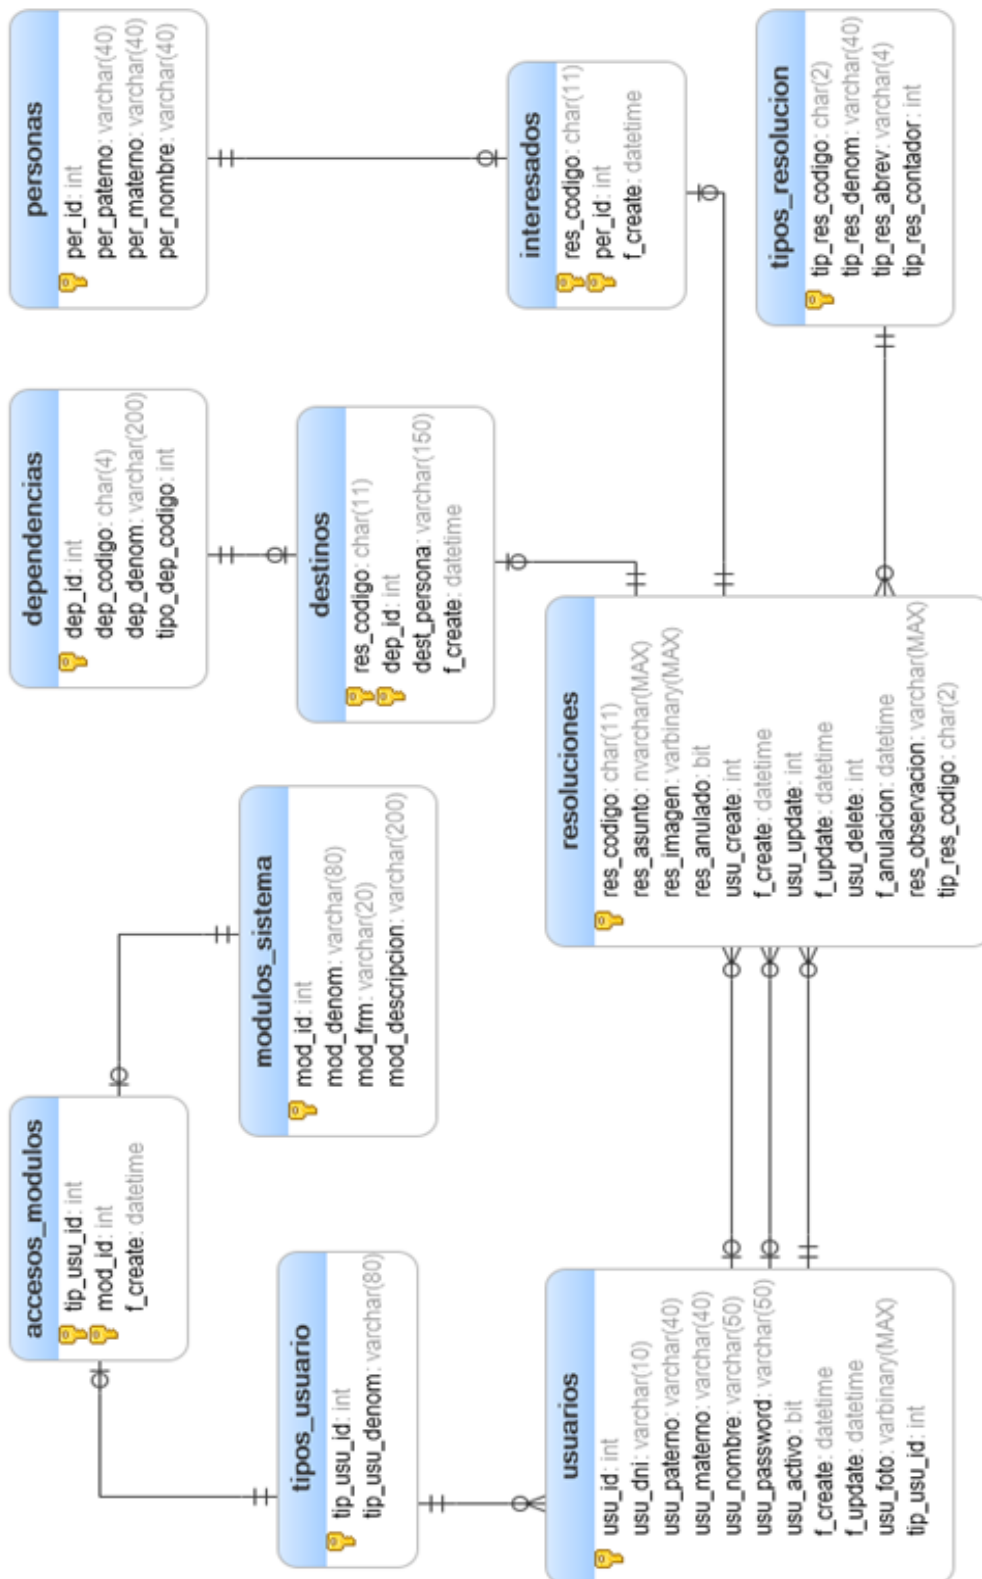 personas
per_id: int
per_paterno: varchar(40)
per_materno: varchar(40)
per_nombre: varchar(40)
interesados
res_codigo: char(11)
per_id: int
f_create: datetime
tipos_resolucion
tip_res_codigo: char(2)
tip_res_denom: varchar(40)
tip_res_abrev: varchar(4)
tip_res_contador: int
dependencias
dep_id: int
dep_codigo: char(4)
dep_denom: varchar(200)
tipo_dep_codigo: int
destinos
res_codigo: char(11)
dep_id: int
dest_persona: varchar(150)
f_create: datetime
resoluciones
res_codigo: char(11)
res_asunto: nvarchar(MAX)
res_imagen: varbinary(MAX)
res_anulado: bit
usu_create: int
f_create: datetime
usu_update: int
f_update: datetime
usu_delete: int
f_anulacion: datetime
res_observacion: varchar(MAX)
tip_res_codigo: char(2)
modulos_sistema
mod_id: int
mod_denom: varchar(80)
mod_frm: varchar(20)
mod_descripcion: varchar(200)
accesos_modulos
tip_usu_id: int
mod_id: int
f_create: datetime
tipos_usuario
tip_usu_id: int
tip_usu_denom: varchar(80)
usuarios
usu_id: int
usu_dni: varchar(10)
usu_paterno: varchar(40)
usu_materno: varchar(40)
usu_nombre: varchar(50)
usu_password: varchar(50)
usu_activo: bit
f_create: datetime
f_update: datetime
usu_foto: varbinary(MAX)
tip_usu_id: int